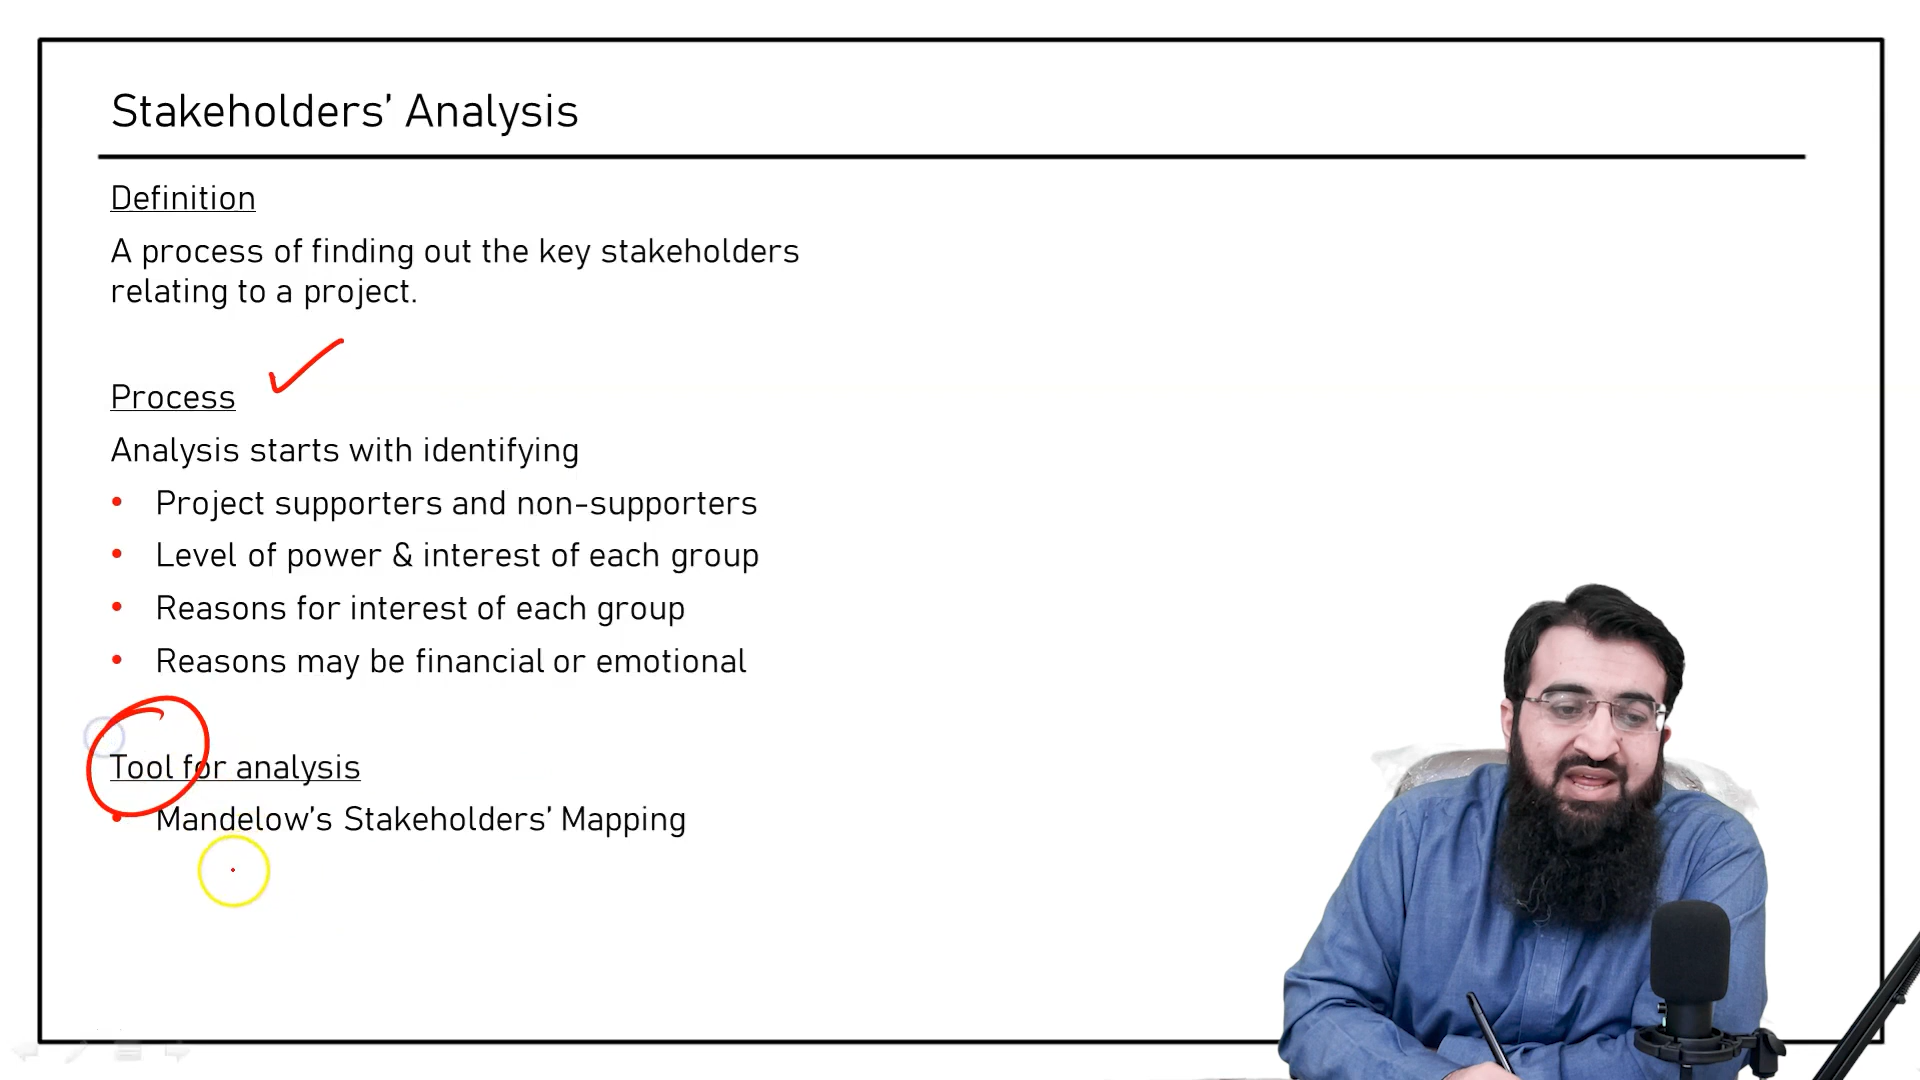 Stakeholders’ Analysis
Definition
A process of finding out the key stakeholders
relating to a project.
Process
Analysis starts with identifying
• Project supporters and non-supporters
• Level of power & interest of each group
• Reasons for interest of each group
• Reasons may be financial or emotional
Tool for analysis
• Mandelow’s Stakeholders’ Mapping